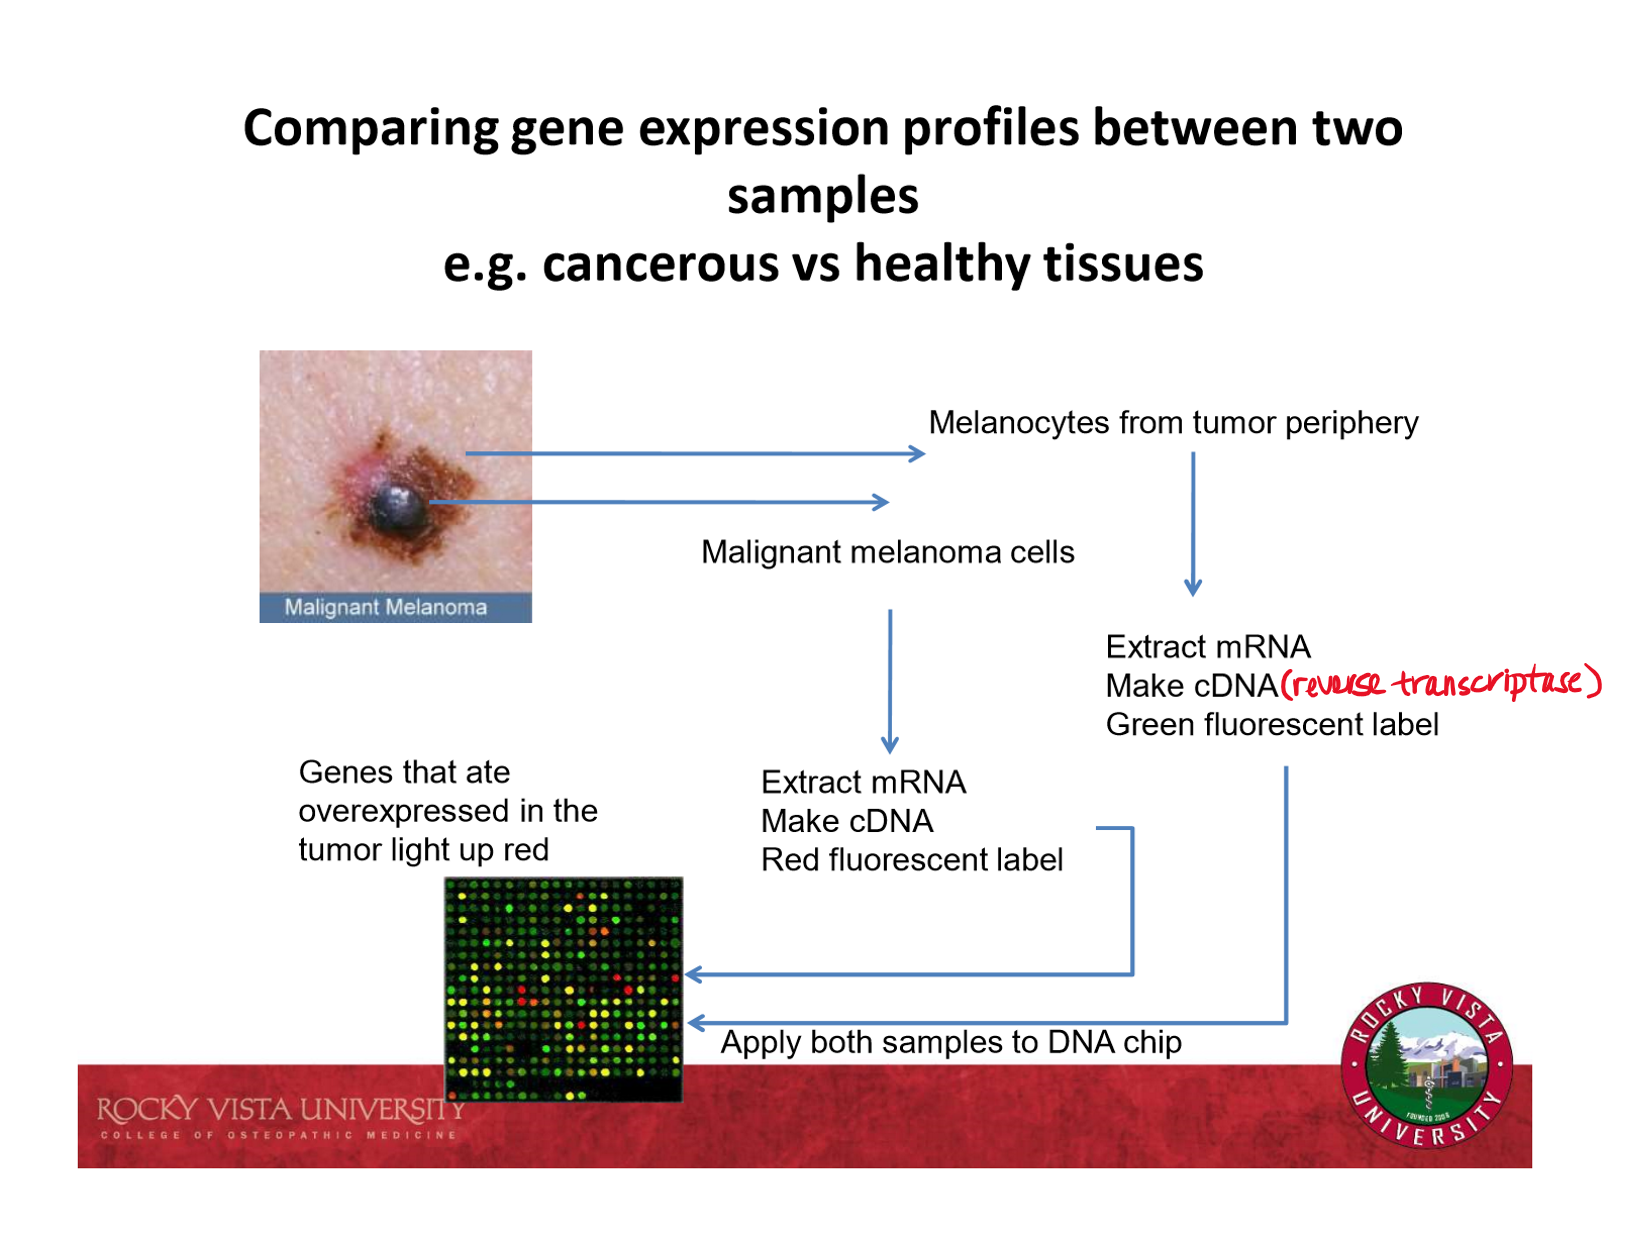 Comparing gene expression profiles between two
samples
e.g. cancerous vs healthy tissues
Melanocytes from tumor periphery
Malignant melanoma cells
Malignant Melanoma
Extract mRNA
Make cDNA (reverse transcriptase)
Green fluorescent label
Genes that ate
overexpressed in the
tumor light up red
Extract mRNA
Make cDNA
Red fluorescent label
Apply both samples to DNA chip
ROCKY VISTA UNIVERSITY
COLLEGE OF OSTEOPATHIC MEDICINE
ROCKY VISTA
UNIVERSITY
FOUNDED 2006